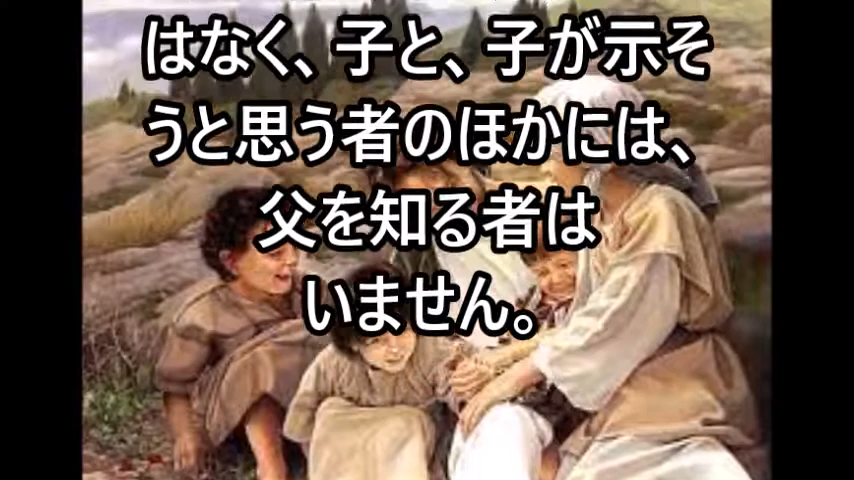 はなく、子と、子が示そ
うと思う者のほかには、
父を知る者は
いません。